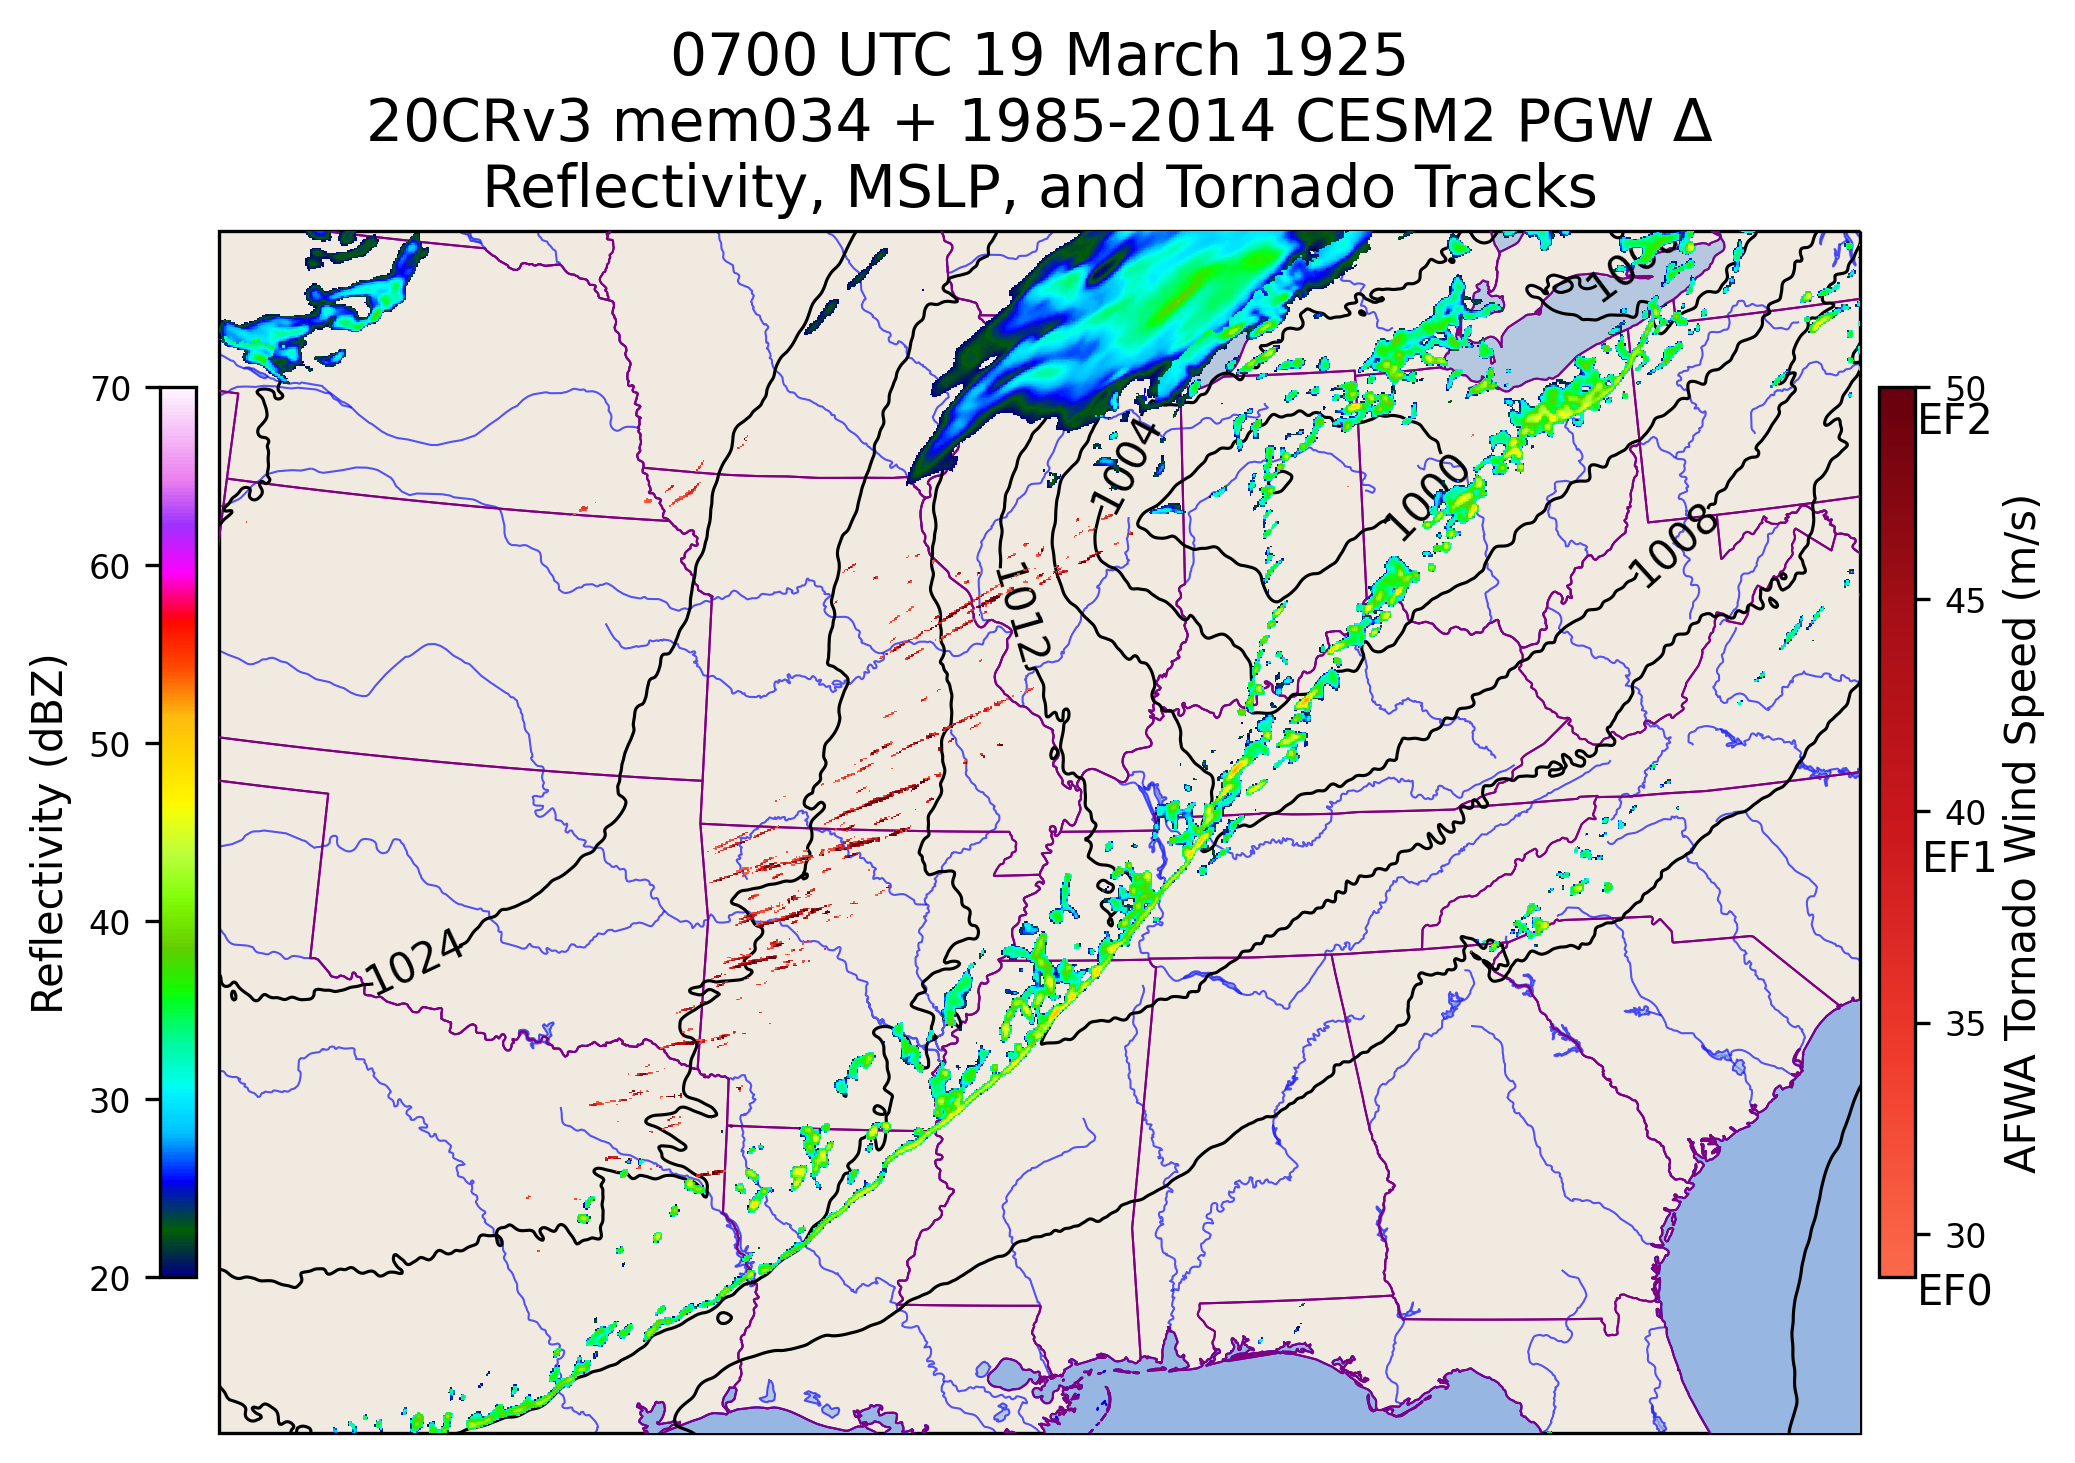 0700 UTC 19 March 1925
20CRv3 mem034 + 1985-2014 CESM2 PGW Δ
Reflectivity, MSLP, and Tornado Tracks
Reflectivity (dBZ)
70
60
50
40
30
20
1004
1000
1008
1012
1024
50
EF2
45
40
EF1
35
30
EF0
AFWA Tornado Wind Speed (m/s)